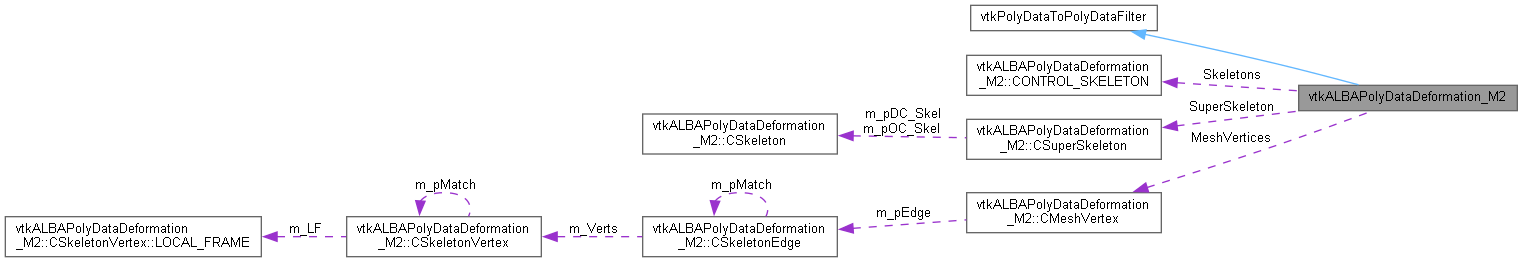 vtkPolyDataToPolyDataFilter
vtkALBAPolyDataDeformation
_M2::CONTROL_SKELETON
Skeletons
vtkALBAPolyDataDeformation_M2
SuperSkeleton
m_pDC_Skel
m_pOC_Skel
vtkALBAPolyDataDeformation
_M2::CSkeleton
vtkALBAPolyDataDeformation
_M2::CSuperSkeleton
MeshVertices
m_pMatch
m_pMatch
vtkALBAPolyDataDeformation
_M2::CMeshVertex
m_pEdge
vtkALBAPolyDataDeformation
_M2::CSkeletonVertex::LOCAL_FRAME
m_LF
vtkALBAPolyDataDeformation
_M2::CSkeletonVertex
m_Verts
vtkALBAPolyDataDeformation
_M2::CSkeletonEdge